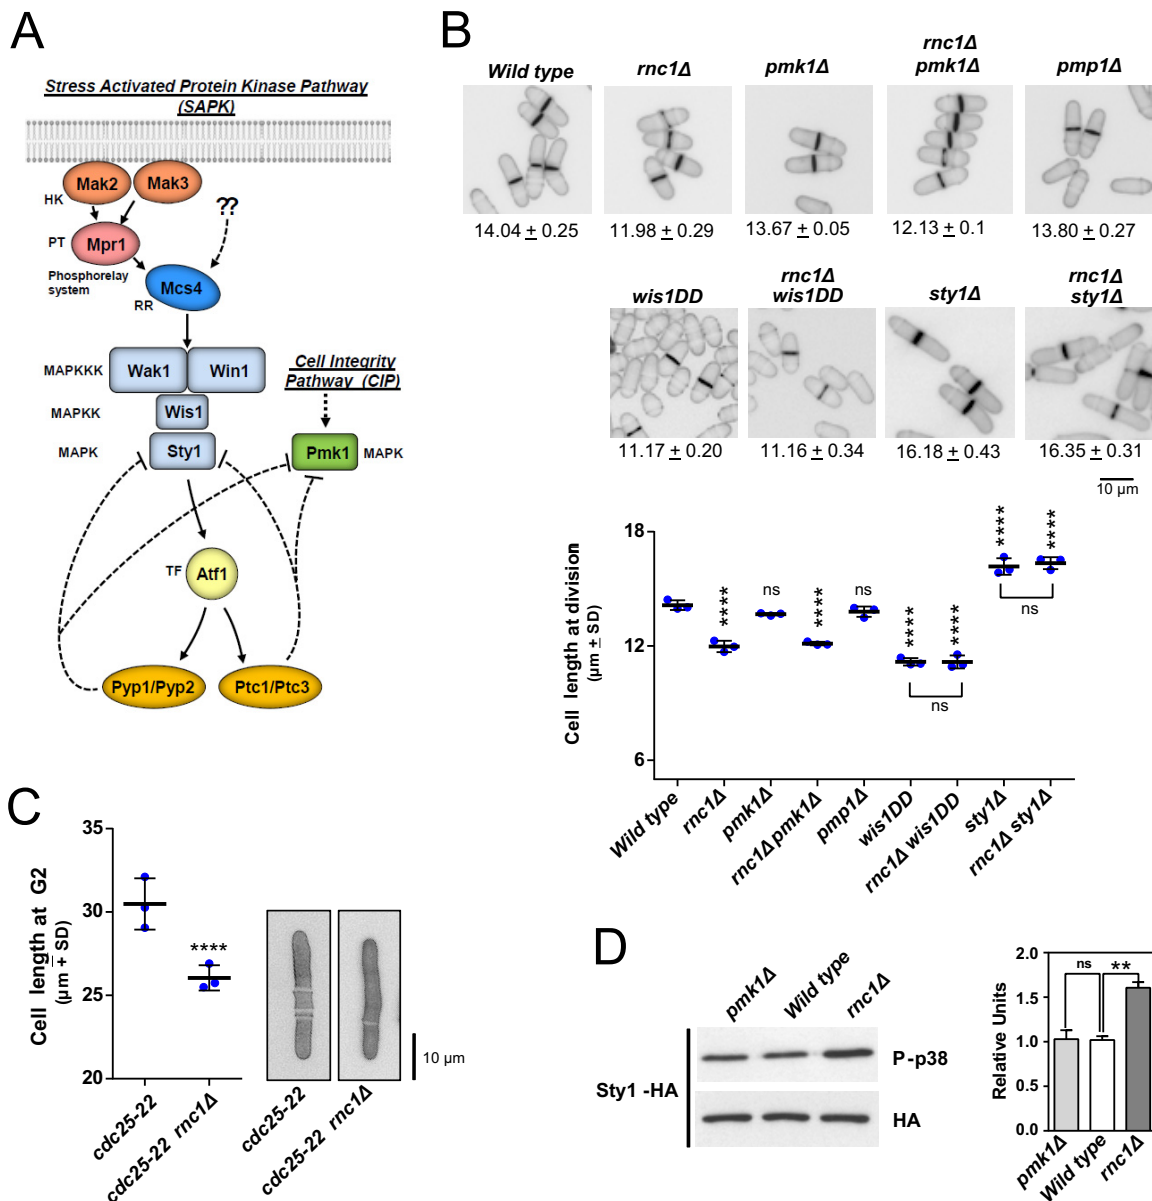 A
Stress Activated Protein Kinase Pathway
(SAPK)
Mak2
Mak3
HK
??
PT
Mpr1
Phosphorelay
system
Mcs4
RR
MAPKKK
Wak1
Win1
Cell Integrity
Pathway (CIP)
MAPKK
Wis1
MAPK
Sty1
Pmk1
MAPK
TF
Atf1
Pyp1/Pyp2
Ptc1/Ptc3
B
Wild type
rnc1Δ
pmk1Δ
rnc1Δ
pmk1Δ
pmp1Δ
14.04 + 0.25
11.98 + 0.29
13.67 + 0.05
12.13 + 0.1
13.80 + 0.27
wis1DD
rnc1Δ
wis1DD
sty1Δ
rnc1Δ
sty1Δ
11.17 + 0.20
11.16 + 0.34
16.18 + 0.43
16.35 + 0.31
10 µm
Cell length at division
(µm + SD)
18
12
6
****
ns
****
ns
****
****
ns
****
****
ns
Wild type
rnc1Δ
pmk1Δ
rnc1Δ pmk1Δ
pmp1Δ
wis1DD
rnc1Δ wis1DD
sty1Δ
rnc1Δ sty1Δ
C
Cell length at G2
(µm + SD)
35
30
25
20
****
cdc25-22
cdc25-22 rnc1Δ
cdc25-22
cdc25-22 rnc1Δ
10 µm
D
pmk1Δ
Wild type
rnc1Δ
Sty1 -HA
P-p38
HA
Relative Units
2.0
1.5
1.0
0.5
0.0
ns
**
pmk1Δ
Wild type
rnc1Δ